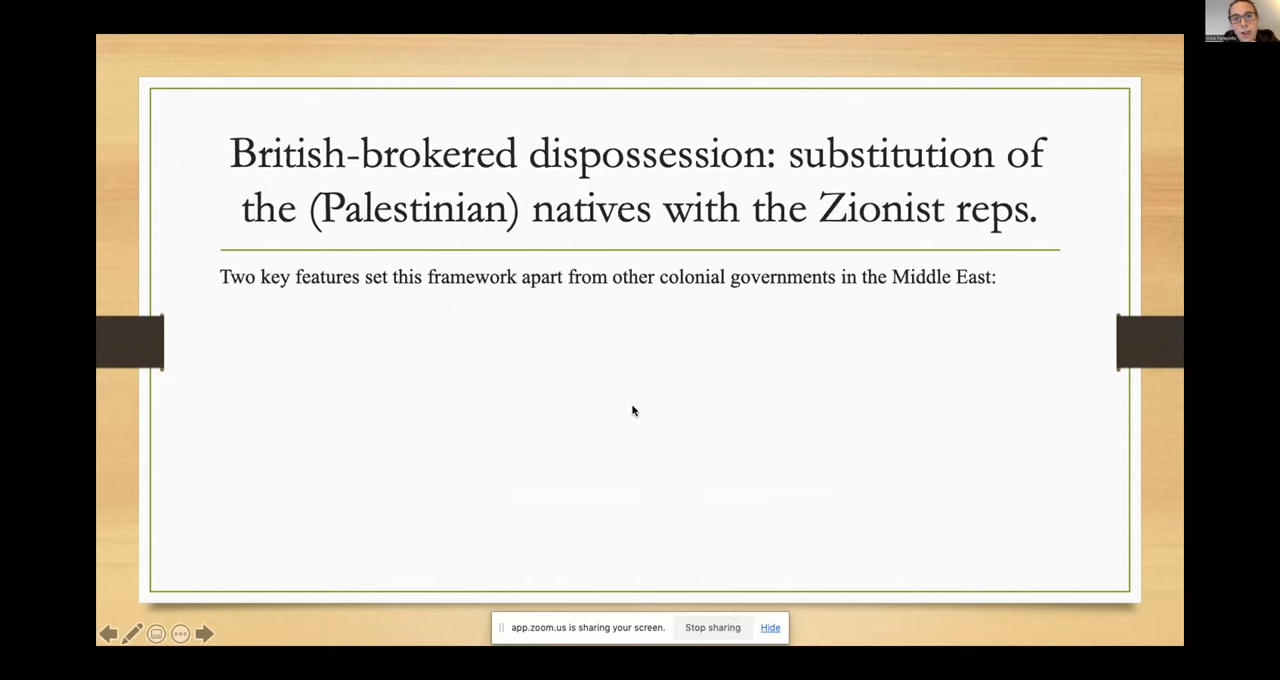 British-brokered dispossession: substitution of
the (Palestinian) natives with the Zionist reps.
Two key features set this framework apart from other colonial governments in the Middle East:
app.zoom.us is sharing your screen. Stop sharing Hide